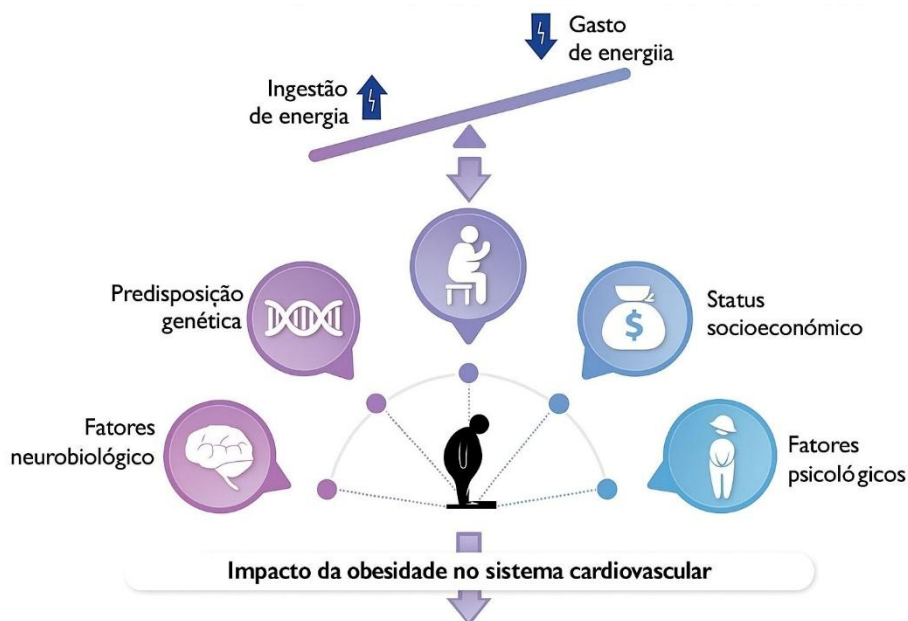 Gasto
de energiia
Ingestão
de energia
Predisposição
genética
$
Status
socioeconómico
Fatores
neurobiológico
Fatores
psicológicos
Impacto da obesidade no sistema cardiovascular